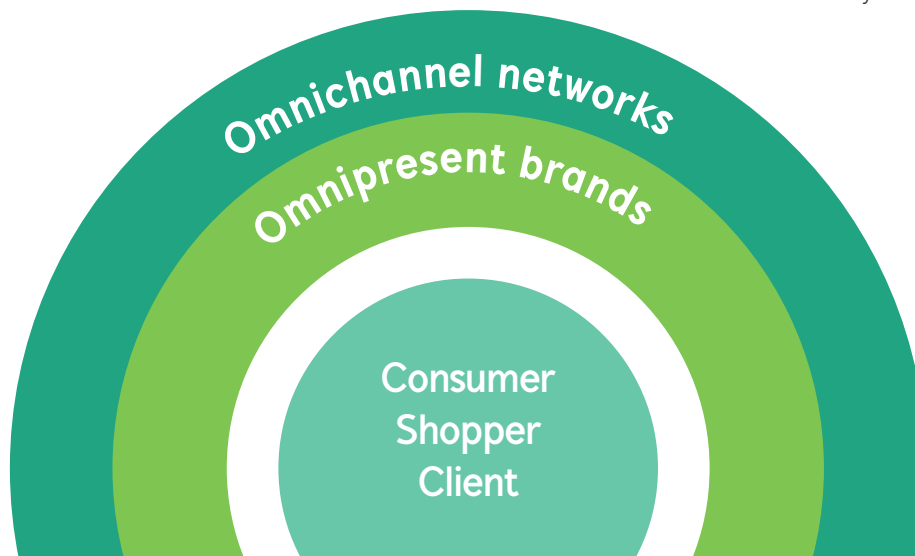 Omnichannel networks
Omnipresent brands
Consumer
Shopper
Client